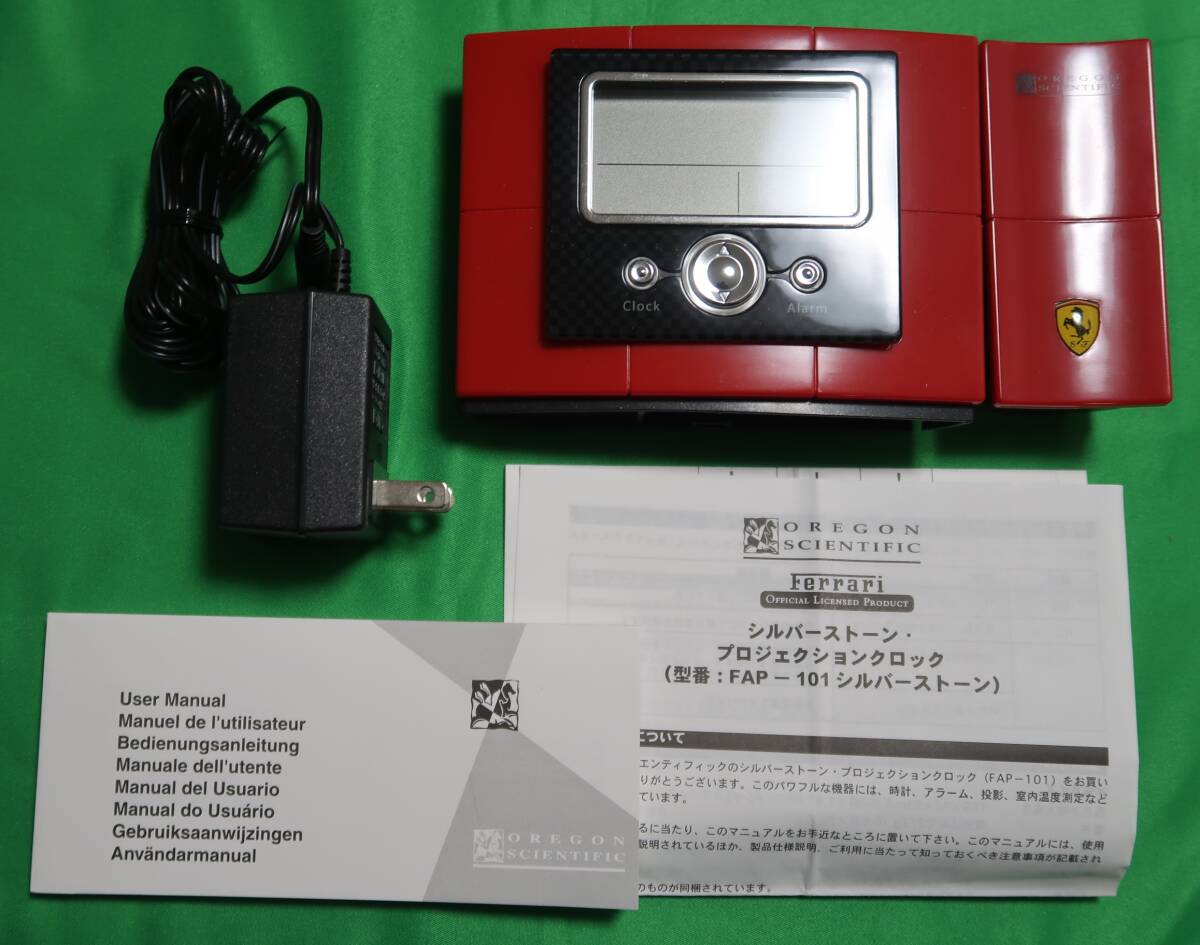 OREGON
SCIENTIFIC
Clock
Alarm
S F
OREGON
SCIENTIFIC
Ferrari
OFFICIAL LICENSED PRODUCT
シルバーストーン・
プロジェクションクロック
（型番：FAP－101シルバーストーン）
について
エンティフィックのシルバーストーン・プロジェクションクロック（FAP－101）をお買い
りがとうございます。このパワフルな機器には、時計、アラーム、投影、室内温度測定など
ています。
るに当たり、このマニュアルをお手近なところに置いて下さい。このマニュアルには、使用
説明されているほか、製品仕様説明、ご利用に当たって知っておくべき注意事項が記載され
のものが同梱されています。
User Manual
Manuel de l'utilisateur
Bedienungsanleitung
Manuale dell'utente
Manual del Usuario
Manual do Usuário
Gebruiksaanwijzingen
Användarmanual
OREGON
SCIENTIFIC